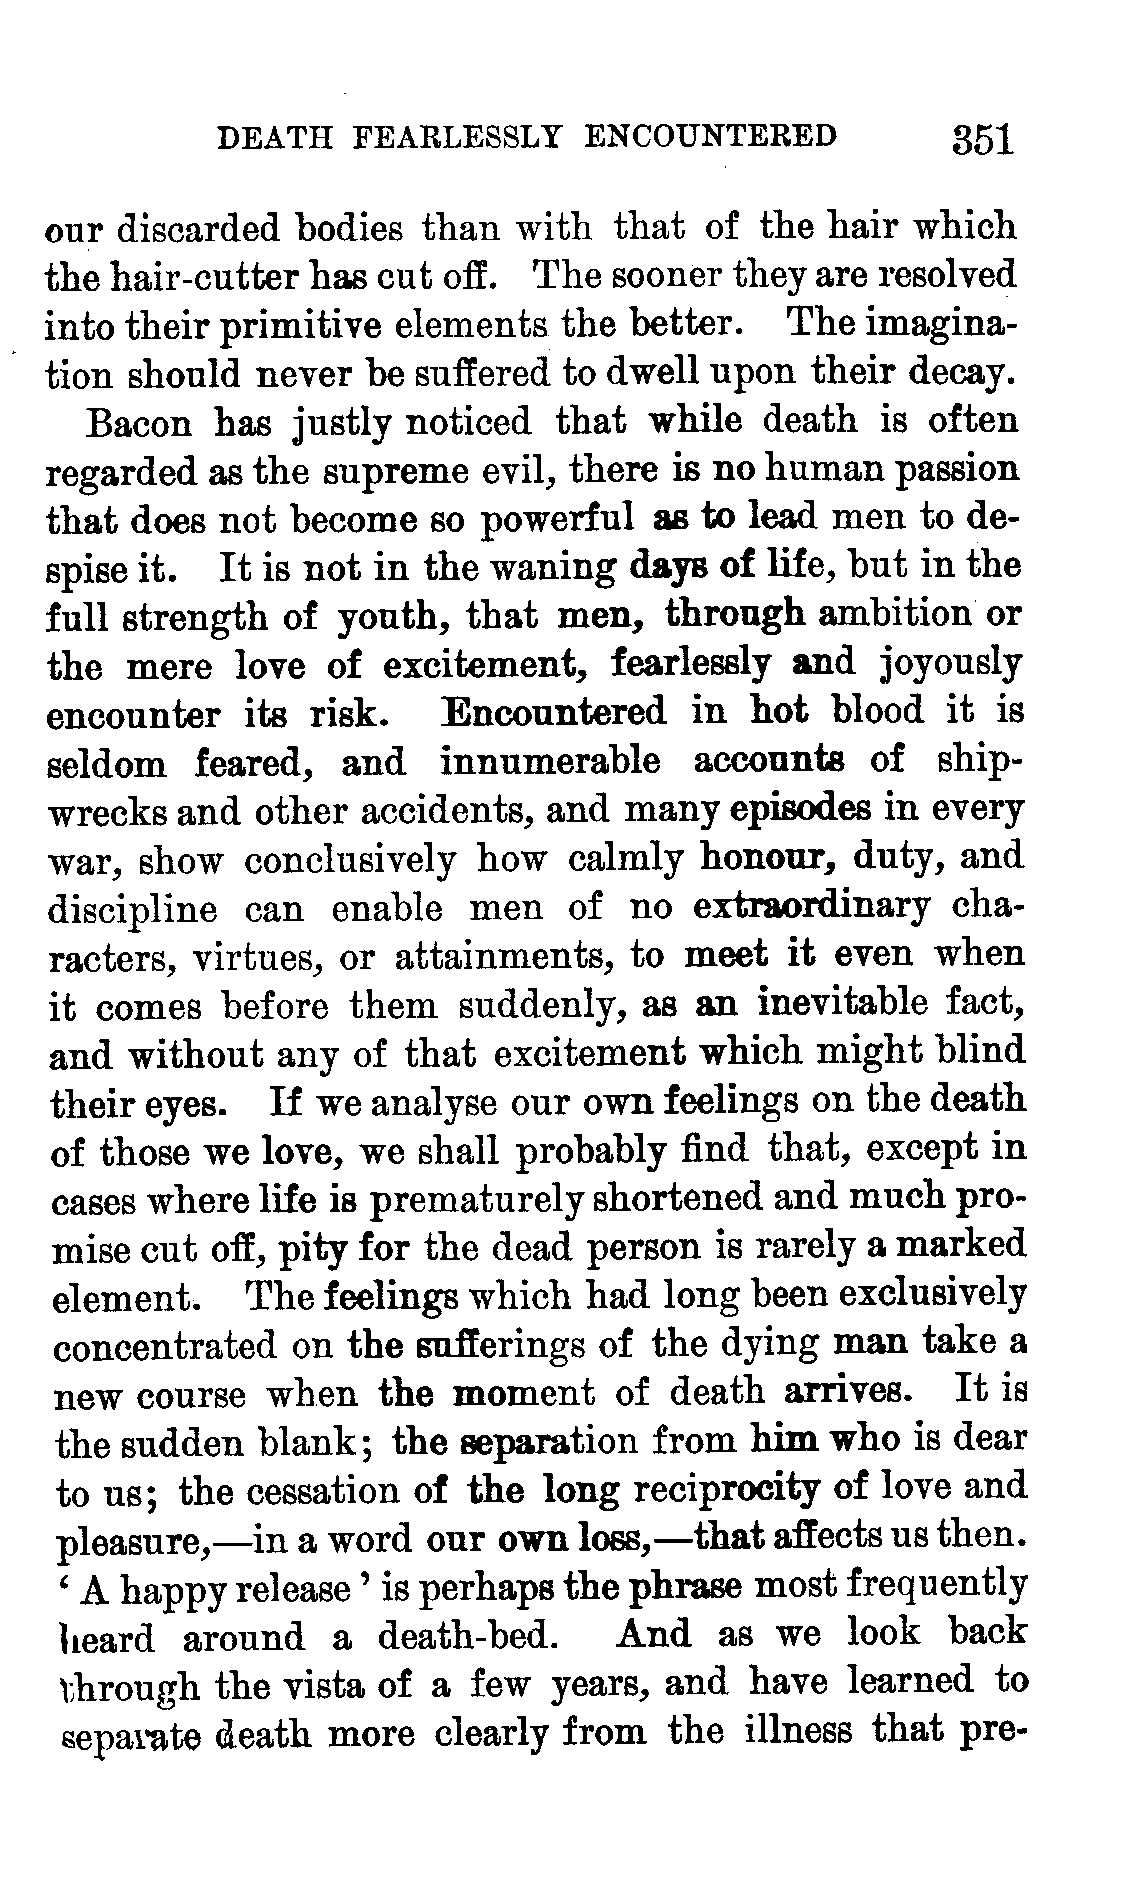 DEATH FEARLESSLY ENCOUNTERED 351
our discarded bodies than with that of the hair which
the hair-cutter has cut off. The sooner they are resolved
into their primitive elements the better. The imagina-
tion should never be suffered to dwell upon their decay.
Bacon has justly noticed that while death is often
regarded as the supreme evil, there is no human passion
that does not become so powerful as to lead men to de-
spise it. It is not in the waning days of life, but in the
full strength of youth, that men, through ambition or
the mere love of excitement, fearlessly and joyously
encounter its risk. Encountered in hot blood it is
seldom feared, and innumerable accounts of ship-
wrecks and other accidents, and many episodes in every
war, show conclusively how calmly honour, duty, and
discipline can enable men of no extraordinary cha-
racters, virtues, or attainments, to meet it even when
it comes before them suddenly, as an inevitable fact,
and without any of that excitement which might blind
their eyes. If we analyse our own feelings on the death
of those we love, we shall probably find that, except in
cases where life is prematurely shortened and much pro-
mise cut off, pity for the dead person is rarely a marked
element. The feelings which had long been exclusively
concentrated on the sufferings of the dying man take a
new course when the moment of death arrives. It is
the sudden blank; the separation from him who is dear
to us; the cessation of the long reciprocity of love and
pleasure,—in a word our own loss,—that affects us then.
‘ A happy release ’ is perhaps the phrase most frequently
heard around a death-bed. And as we look back
through the vista of a few years, and have learned to
separate death more clearly from the illness that pre-